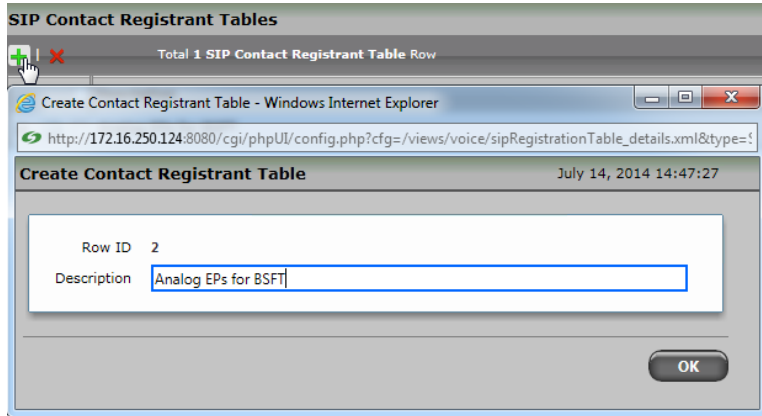 SIP Contact Registrant Tables
Total 1 SIP Contact Registrant Table Row
Create Contact Registrant Table - Windows Internet Explorer
http://172.16.250.124:8080/cgi/phpUI/config.php?cfg=/views/voice/sipRegistrationTable_details.xml&type=S
Create Contact Registrant Table July 14, 2014 14:47:27
Row ID 2
Description Analog EPs for BSFT
OK